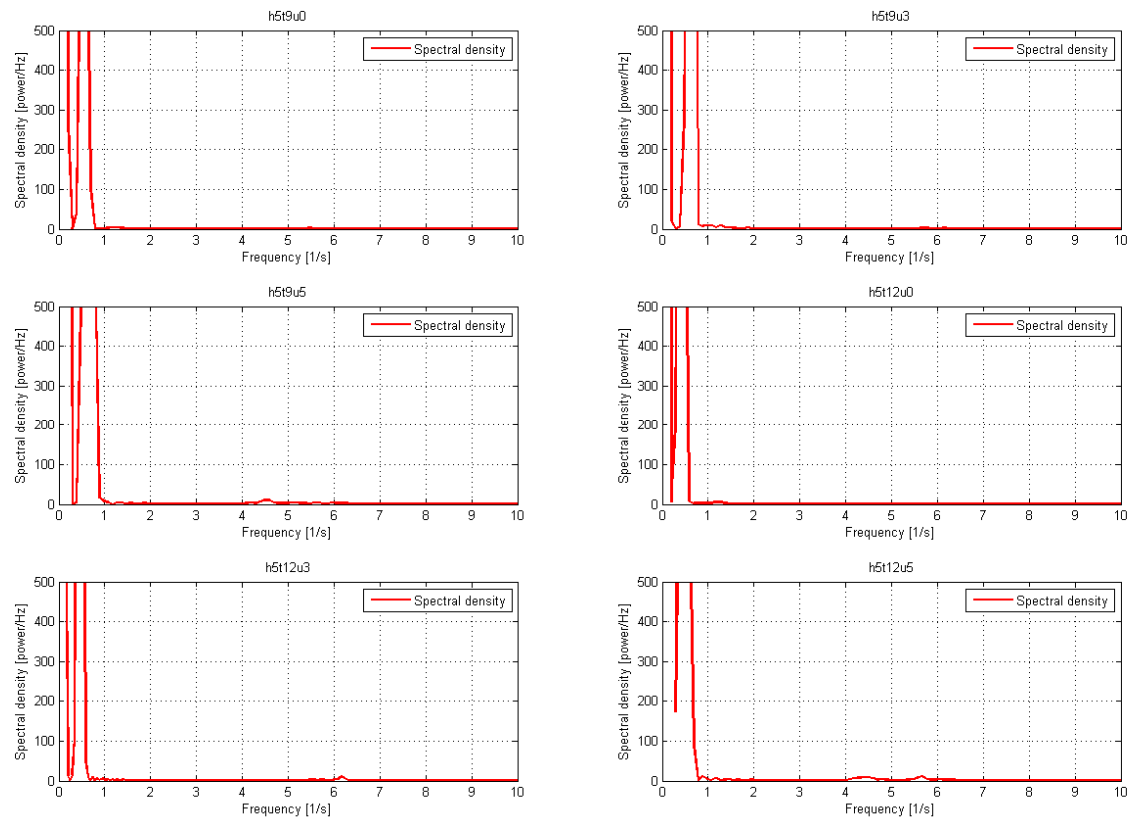 h5t9u0
Spectral density [power/Hz]
500
400
300
200
100
0
Spectral density
0 1 2 3 4 5 6 7 8 9 10
Frequency [1/s]
h5t9u3
Spectral density [power/Hz]
500
400
300
200
100
0
Spectral density
0 1 2 3 4 5 6 7 8 9 10
Frequency [1/s]
h5t9u5
Spectral density [power/Hz]
500
400
300
200
100
0
Spectral density
0 1 2 3 4 5 6 7 8 9 10
Frequency [1/s]
h5t12u0
Spectral density [power/Hz]
500
400
300
200
100
0
Spectral density
0 1 2 3 4 5 6 7 8 9 10
Frequency [1/s]
h5t12u3
Spectral density [power/Hz]
500
400
300
200
100
0
Spectral density
0 1 2 3 4 5 6 7 8 9 10
Frequency [1/s]
h5t12u5
Spectral density [power/Hz]
500
400
300
200
100
0
Spectral density
0 1 2 3 4 5 6 7 8 9 10
Frequency [1/s]